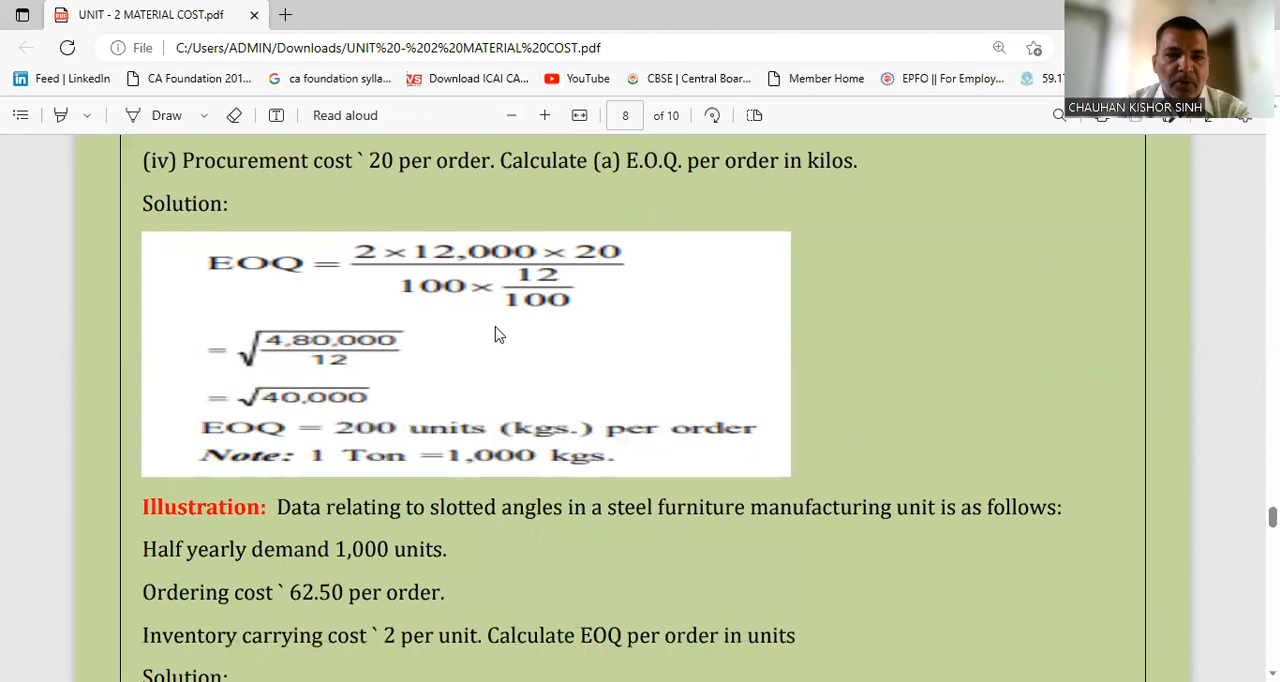 UNIT - 2 MATERIAL COST.pdf
File C:/Users/ADMIN/Downloads/UNIT%20-%202%20MATERIAL%20COST.pdf
Feed | LinkedIn CA Foundation 201... ca foundation sylla... Download ICAI CA... YouTube CBSE | Central Boar... Member Home EPFO || For Employ... 59.1
Draw Read aloud 8 of 10
CHAUHAN KISHOR SINH
(iv) Procurement cost ` 20 per order. Calculate (a) E.O.Q. per order in kilos.
Solution:
EOQ = 2 × 12,000 × 20
100 × 12
100
= √ 4,80,000
12
= √40,000
EOQ = 200 units (kgs.) per order
Note: 1 Ton =1,000 kgs.
Illustration: Data relating to slotted angles in a steel furniture manufacturing unit is as follows:
Half yearly demand 1,000 units.
Ordering cost ` 62.50 per order.
Inventory carrying cost ` 2 per unit. Calculate EOQ per order in units
Solution: